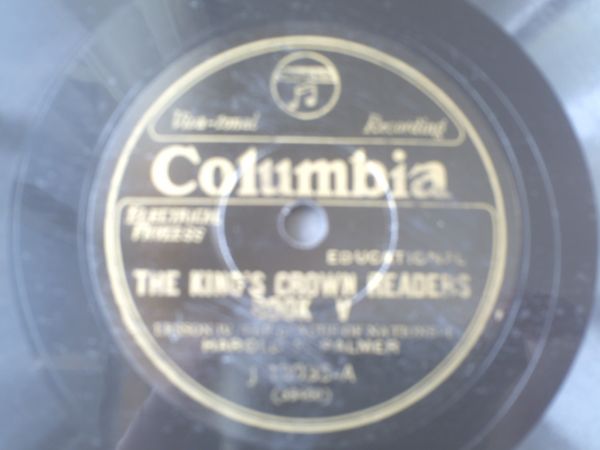 Viva-tonal Recording
Columbia
ELECTRICAL
PROCESS
EDUCATIONAL
THE KING'S CROWN READERS
BOOK V
HAROLD E. PALMER